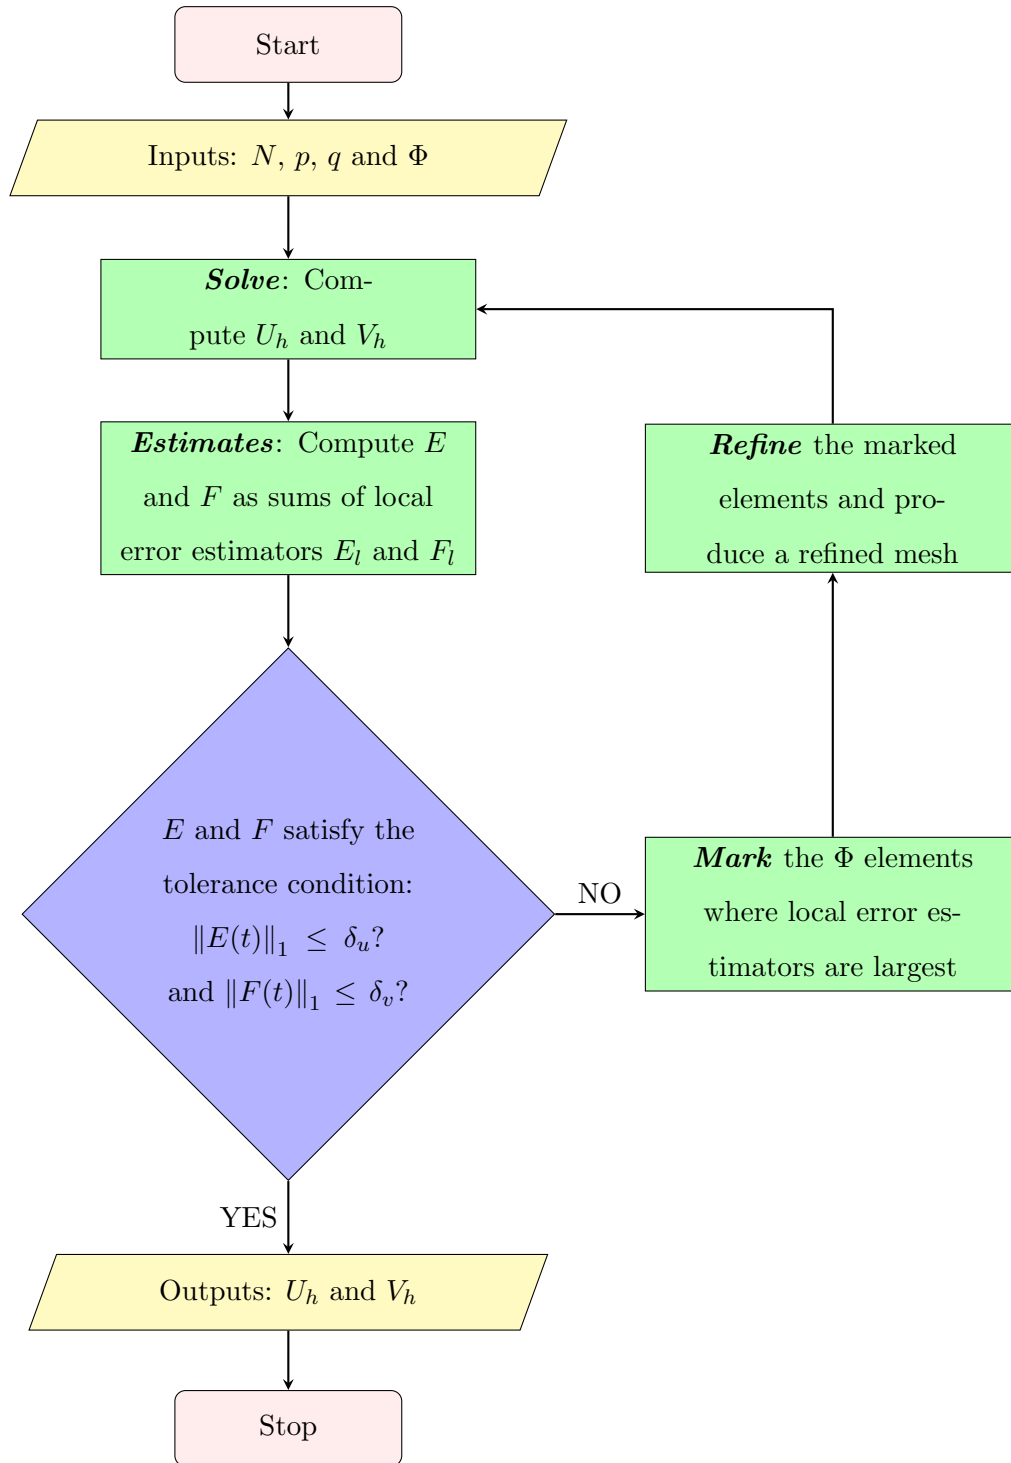 Start
Inputs: N, p, q and Φ
Solve: Com-
pute U_h and V_h
Estimates: Compute E
and F as sums of local
error estimators E_l and F_l
Refine the marked
elements and pro-
duce a refined mesh
E and F satisfy the
tolerance condition:
‖E(t)‖₁ ≤ δ_u?
and ‖F(t)‖₁ ≤ δ_v?
NO
Mark the Φ elements
where local error es-
timators are largest
YES
Outputs: U_h and V_h
Stop